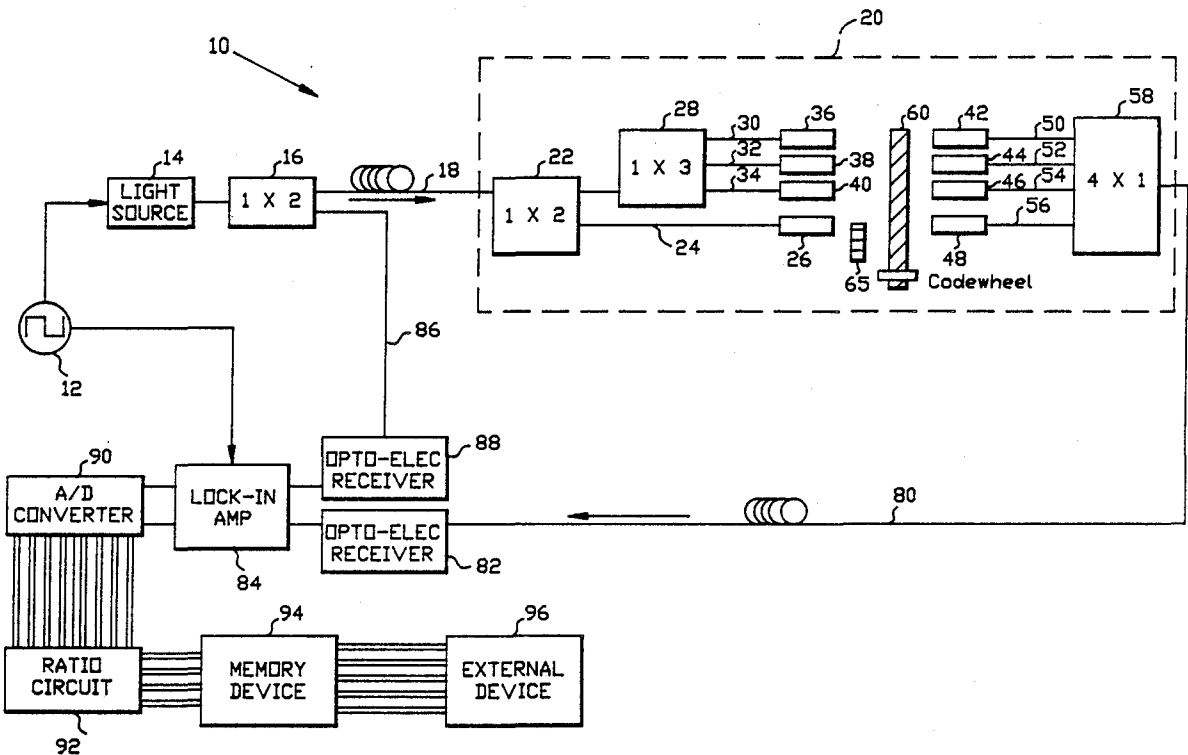 20
10
14
16
18
22
28
30
32
34
36
38
40
60
42
44
46
50
52
54
56
58
LIGHT
SOURCE
1 X 2
1 X 2
1 X 3
4 X 1
24
26
65
48
Codewheel
12
86
88
OPTO-ELEC
RECEIVER
90
A/D
CONVERTER
LOCK-IN
AMP
84
OPTO-ELEC
RECEIVER
82
80
94
96
RATIO
CIRCUIT
92
MEMORY
DEVICE
EXTERNAL
DEVICE